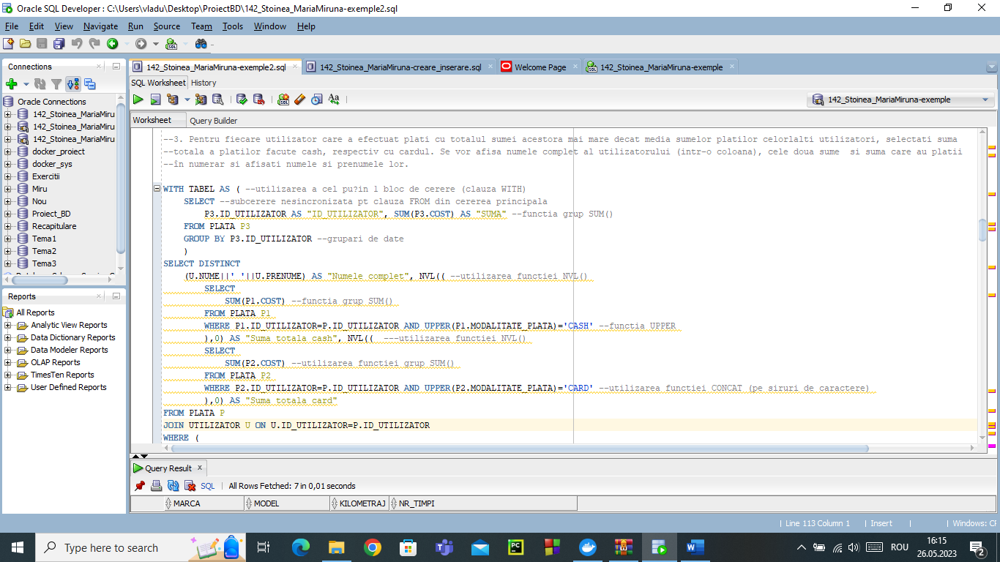 Oracle SQL Developer : C:\Users\vladu\Desktop\ProiectBD\142_Stoinea_MariaMiruna-exemple2.sql
File Edit View Navigate Run Source Team Tools Window Help
Connections
Oracle Connections
142_Stoinea_MariaMiru
142_Stoinea_MariaMiru
142_Stoinea_MariaMiru
docker_proiect
docker_sys
Exercitii
Miru
Nou
Proiect_BD
Recapitulare
Tema1
Tema2
Tema3
Reports
All Reports
Analytic View Reports
Data Dictionary Reports
Data Modeler Reports
OLAP Reports
TimesTen Reports
User Defined Reports
142_Stoinea_MariaMiruna-exemple2.sql 142_Stoinea_MariaMiruna-creare_inserare.sql Welcome Page 142_Stoinea_MariaMiruna-exemple
SQL Worksheet History
142_Stoinea_MariaMiruna-exemple
Worksheet Query Builder
--3. Pentru fiecare utilizator care a efectuat plati cu totalul sumei acestora mai mare decat media sumelor platilor celorlalti utilizatori, selectati suma
--totala a platilor facute cash, respectiv cu cardul. Se vor afisa numele complet al utilizatorului (intr-o coloana), cele doua sume  si suma care au platii
--în numerar si afisati numele si prenumele lor.
WITH TABEL AS ( --utilizarea a cel pu?in 1 bloc de cerere (clauza WITH)
SELECT --subcerere nesincronizata pt clauza FROM din cererea principala
P3.ID_UTILIZATOR AS "ID_UTILIZATOR", SUM(P3.COST) AS "SUMA" --functia grup SUM()
FROM PLATA P3
GROUP BY P3.ID_UTILIZATOR --grupari de date
)
SELECT DISTINCT
(U.NUME||' '||U.PRENUME) AS "Numele complet", NVL(( --utilizarea functiei NVL()
SELECT
SUM(P1.COST) --functia grup SUM()
FROM PLATA P1
WHERE P1.ID_UTILIZATOR=P.ID_UTILIZATOR AND UPPER(P1.MODALITATE_PLATA)='CASH' --functia UPPER
),0) AS "Suma totala cash", NVL((  ---utilizarea functiei NVL()
SELECT
SUM(P2.COST) --utilizarea functiei grup SUM()
FROM PLATA P2
WHERE P2.ID_UTILIZATOR=P.ID_UTILIZATOR AND UPPER(P2.MODALITATE_PLATA)='CARD' --utilizarea functiei CONCAT (pe siruri de caractere)
),0) AS "Suma totala card"
FROM PLATA P
JOIN UTILIZATOR U ON U.ID_UTILIZATOR=P.ID_UTILIZATOR
WHERE (
Query Result
SQL | All Rows Fetched: 7 in 0,01 seconds
MARCA MODEL KILOMETRAJ NR_TIMPI
Line 113 Column 1 | Insert | | Windows: CF
Type here to search
ROU
16:15
26.05.2023
2